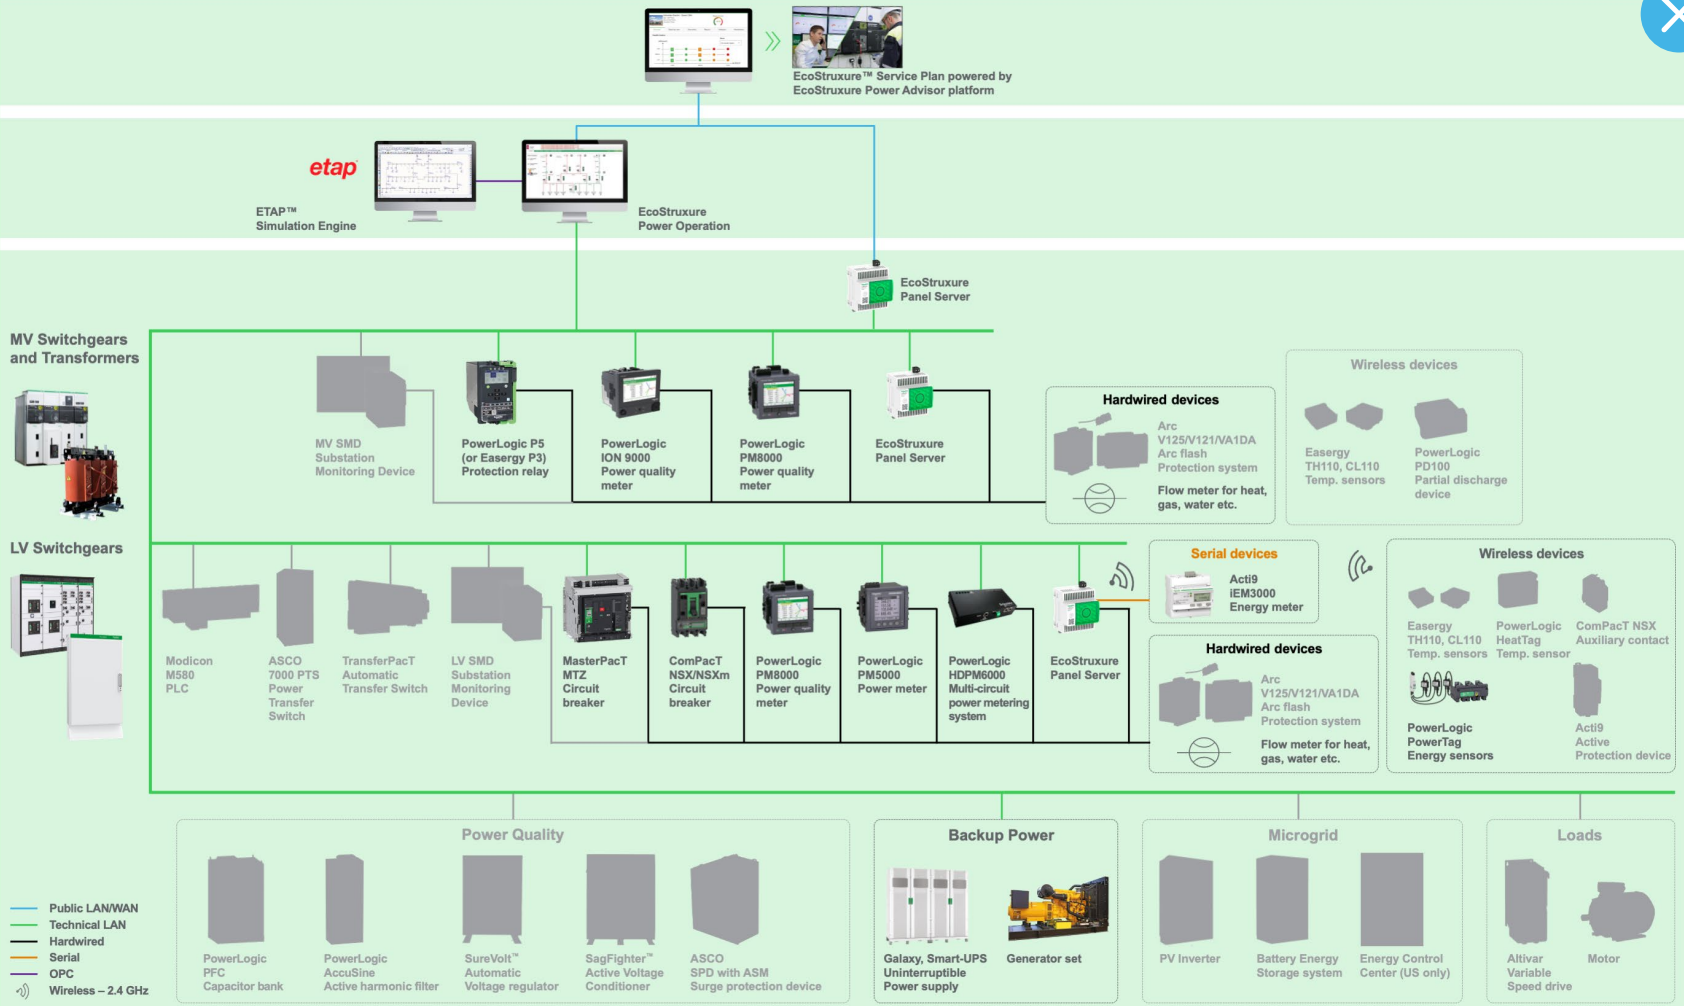 EcoStruxure™ Service Plan powered by
EcoStruxure Power Advisor platform
etap
ETAP™
Simulation Engine
EcoStruxure
Power Operation
EcoStruxure
Panel Server
MV Switchgears
and Transformers
MV SMD
Substation
Monitoring Device
PowerLogic P5
(or Easergy P3)
Protection relay
PowerLogic
ION 9000
Power quality
meter
PowerLogic
PM8000
Power quality
meter
EcoStruxure
Panel Server
Hardwired devices
Arc
V125/V121/VA1DA
Arc flash
Protection system
Flow meter for heat,
gas, water etc.
Wireless devices
Easergy
TH110, CL110
Temp. sensors
PowerLogic
PD100
Partial discharge
device
LV Switchgears
Modicon
M580
PLC
ASCO
7000 PTS
Power
Transfer
Switch
TransferPacT
Automatic
Transfer Switch
LV SMD
Substation
Monitoring
Device
MasterPacT
MTZ
Circuit
breaker
ComPacT
NSX/NSXm
Circuit
breaker
PowerLogic
PM8000
Power quality
meter
PowerLogic
PM5000
Power meter
PowerLogic
HDPM6000
Multi-circuit
power metering
system
EcoStruxure
Panel Server
Serial devices
Acti9
iEM3000
Energy meter
Hardwired devices
Arc
V125/V121/VA1DA
Arc flash
Protection system
Flow meter for heat,
gas, water etc.
Wireless devices
Easergy
TH110, CL110
Temp. sensors
PowerLogic
HeatTag
Temp. sensor
ComPacT NSX
Auxiliary contact
PowerLogic
PowerTag
Energy sensors
Acti9
Active
Protection device
Power Quality
PowerLogic
PFC
Capacitor bank
PowerLogic
AccuSine
Active harmonic filter
SureVolt™
Automatic
Voltage regulator
SagFighter™
Active Voltage
Conditioner
ASCO
SPD with ASM
Surge protection device
Backup Power
Galaxy, Smart-UPS
Uninterruptible
Power supply
Generator set
Microgrid
PV Inverter
Battery Energy
Storage system
Energy Control
Center (US only)
Loads
Altivar
Variable
Speed drive
Motor
Public LAN/WAN
Technical LAN
Hardwired
Serial
OPC
Wireless – 2.4 GHz